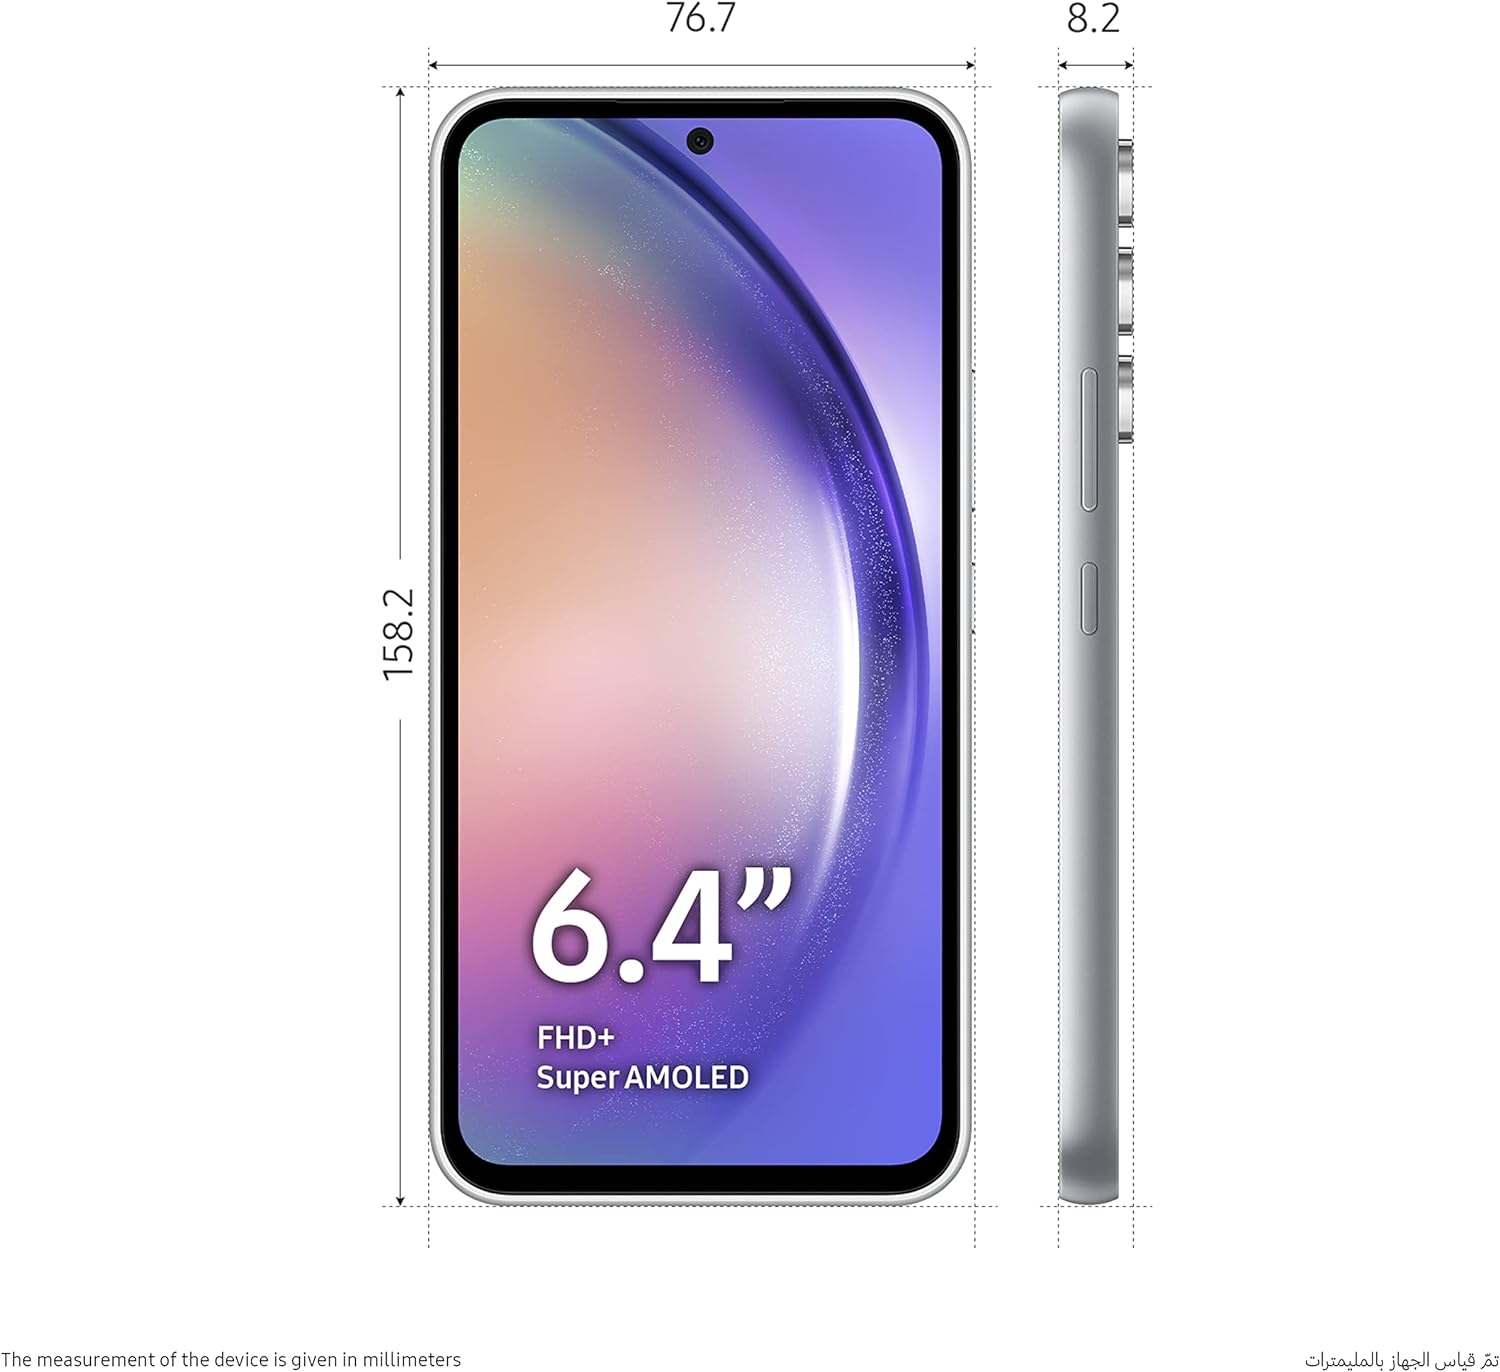 76.7
8.2
158.2
6.4”
FHD+
Super AMOLED
The measurement of the device is given in millimeters
تمّ قياس الجهاز بالمليمترات